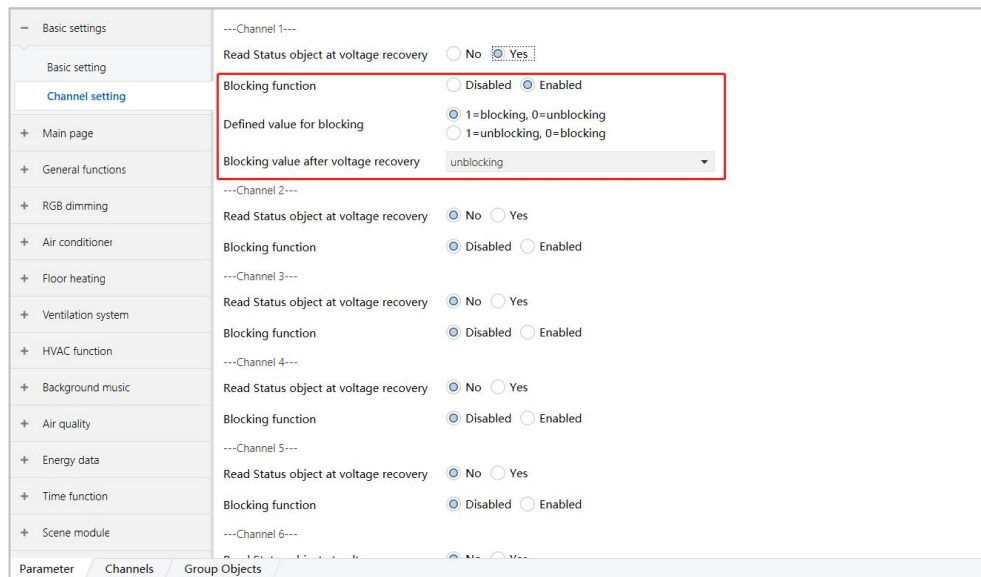 − Basic settings
Basic setting
Channel setting
+ Main page
+ General functions
+ RGB dimming
+ Air conditioner
+ Floor heating
+ Ventilation system
+ HVAC function
+ Background music
+ Air quality
+ Energy data
+ Time function
+ Scene module
---Channel 1---
Read Status object at voltage recovery No Yes
Blocking function Disabled Enabled
Defined value for blocking
1=blocking, 0=unblocking
1=unblocking, 0=blocking
Blocking value after voltage recovery unblocking
---Channel 2---
Read Status object at voltage recovery No Yes
Blocking function Disabled Enabled
---Channel 3---
Read Status object at voltage recovery No Yes
Blocking function Disabled Enabled
---Channel 4---
Read Status object at voltage recovery No Yes
Blocking function Disabled Enabled
---Channel 5---
Read Status object at voltage recovery No Yes
Blocking function Disabled Enabled
---Channel 6---
Parameter Channels Group Objects